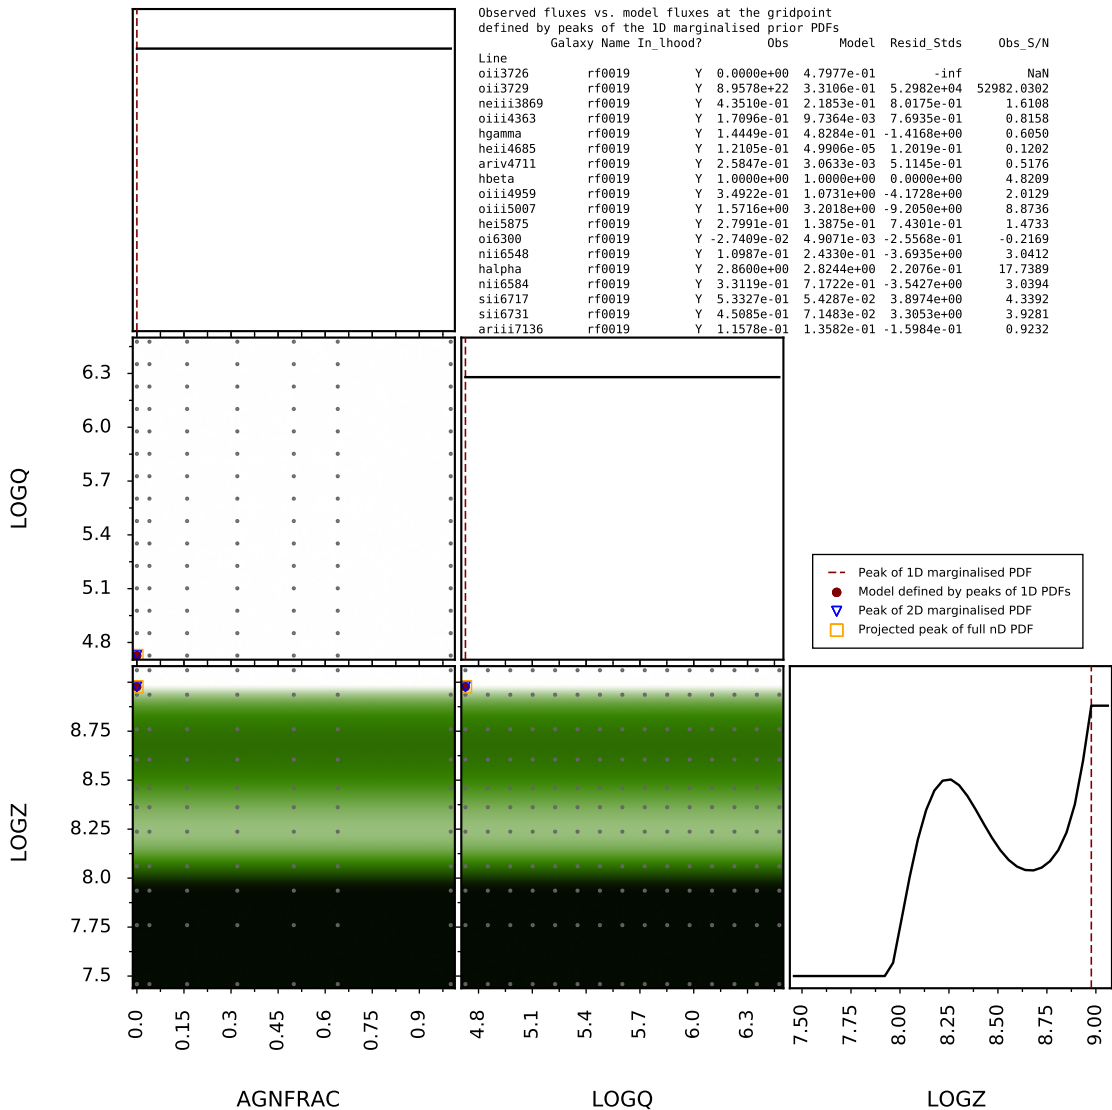 Observed fluxes vs. model fluxes at the gridpoint
defined by peaks of the 1D marginalised prior PDFs
Galaxy Name In_lhood? Obs Model Resid_Stds Obs_S/N
Line
oii3726 rf0019 Y 0.0000e+00 4.7977e-01 -inf NaN
oii3729 rf0019 Y 8.9578e+22 3.3106e-01 5.2982e+04 52982.0302
neiii3869 rf0019 Y 4.3510e-01 2.1853e-01 8.0175e-01 1.6108
oiii4363 rf0019 Y 1.7096e-01 9.7364e-03 7.6935e-01 0.8158
hgamma rf0019 Y 1.4449e-01 4.8284e-01 -1.4168e+00 0.6050
heii4685 rf0019 Y 1.2105e-01 4.9906e-05 1.2019e-01 0.1202
ariv4711 rf0019 Y 2.5847e-01 3.0633e-03 5.1145e-01 0.5176
hbeta rf0019 Y 1.0000e+00 1.0000e+00 0.0000e+00 4.8209
oiii4959 rf0019 Y 3.4922e-01 1.0731e+00 -4.1728e+00 2.0129
oiii5007 rf0019 Y 1.5716e+00 3.2018e+00 -9.2050e+00 8.8736
hei5875 rf0019 Y 2.7991e-01 1.3875e-01 7.4301e-01 1.4733
oi6300 rf0019 Y -2.7409e-02 4.9071e-03 -2.5568e-01 -0.2169
nii6548 rf0019 Y 1.0987e-01 2.4330e-01 -3.6935e+00 3.0412
halpha rf0019 Y 2.8600e+00 2.8244e+00 2.2076e-01 17.7389
nii6584 rf0019 Y 3.3119e-01 7.1722e-01 -3.5427e+00 3.0394
sii6717 rf0019 Y 5.3327e-01 5.4287e-02 3.8974e+00 4.3392
sii6731 rf0019 Y 4.5085e-01 7.1483e-02 3.3053e+00 3.9281
ariii7136 rf0019 Y 1.1578e-01 1.3582e-01 -1.5984e-01 0.9232
6.3
6.0
5.7
5.4
5.1
4.8
LOGQ
Peak of 1D marginalised PDF
Model defined by peaks of 1D PDFs
Peak of 2D marginalised PDF
Projected peak of full nD PDF
8.75
8.5
8.25
8.0
7.75
7.5
LOGZ
0.0 0.15 0.3 0.45 0.6 0.75 0.9
4.8 5.1 5.4 5.7 6.0 6.3
7.50 7.75 8.00 8.25 8.50 8.75 9.00
AGNFRAC LOGQ LOGZ